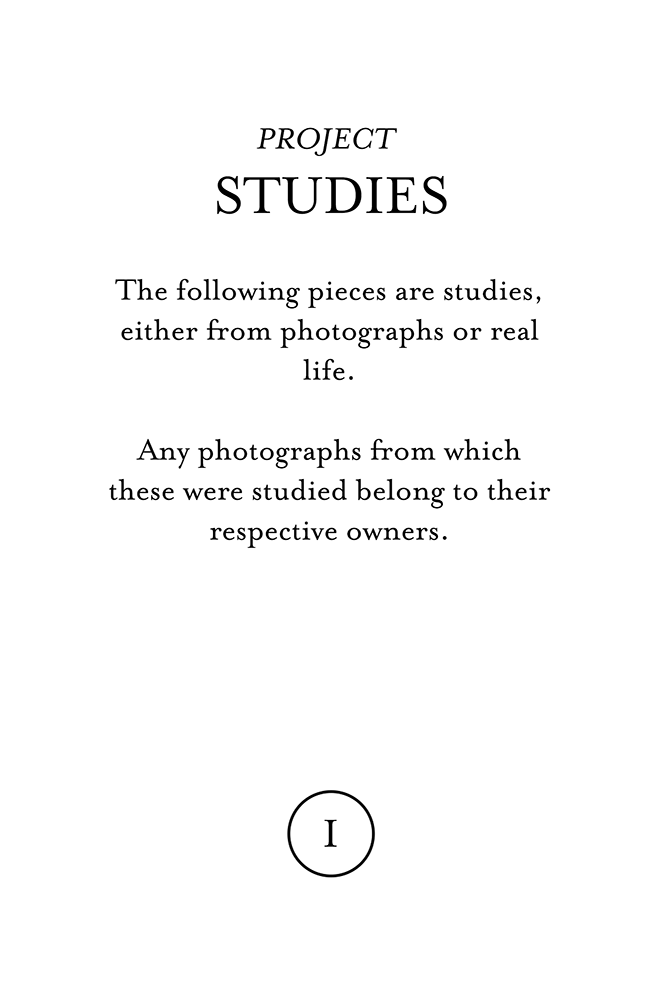 PROJECT
STUDIES
The following pieces are studies,
either from photographs or real
life.
Any photographs from which
these were studied belong to their
respective owners.
I